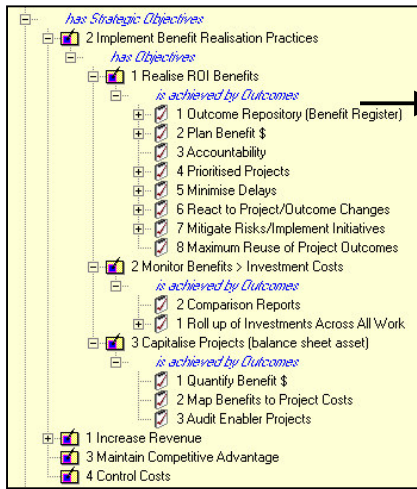 has Strategic Objectives
2 Implement Benefit Realisation Practices
has Objectives
1 Realise ROI Benefits
is achieved by Outcomes
1 Outcome Repository (Benefit Register)
2 Plan Benefit $
3 Accountability
4 Prioritised Projects
5 Minimise Delays
6 React to Project/Outcome Changes
7 Mitigate Risks/Implement Initiatives
8 Maximum Reuse of Project Outcomes
2 Monitor Benefits > Investment Costs
is achieved by Outcomes
2 Comparison Reports
1 Roll up of Investments Across All Work
3 Capitalise Projects (balance sheet asset)
is achieved by Outcomes
1 Quantify Benefit $
2 Map Benefits to Project Costs
3 Audit Enabler Projects
1 Increase Revenue
3 Maintain Competitive Advantage
4 Control Costs